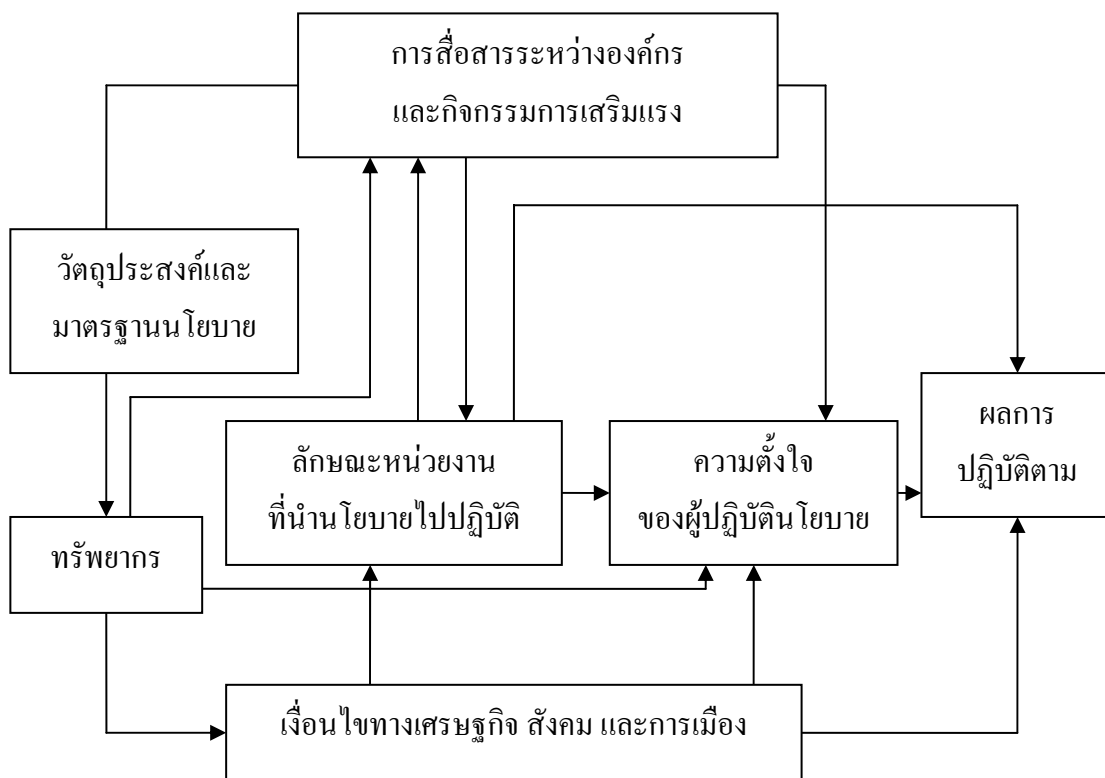 การสื่อสารระหว่างองค์กร
และกิจกรรมการเสริมแรง
วัตถุประสงค์และ
มาตรฐานนโยบาย
ลักษณะหน่วยงาน
ที่นำนโยบายไปปฏิบัติ
ความตั้งใจ
ของผู้ปฏิบัตินโยบาย
ผลการ
ปฏิบัติตาม
ทรัพยากร
เงื่อนไขทางเศรษฐกิจ สังคม และการเมือง